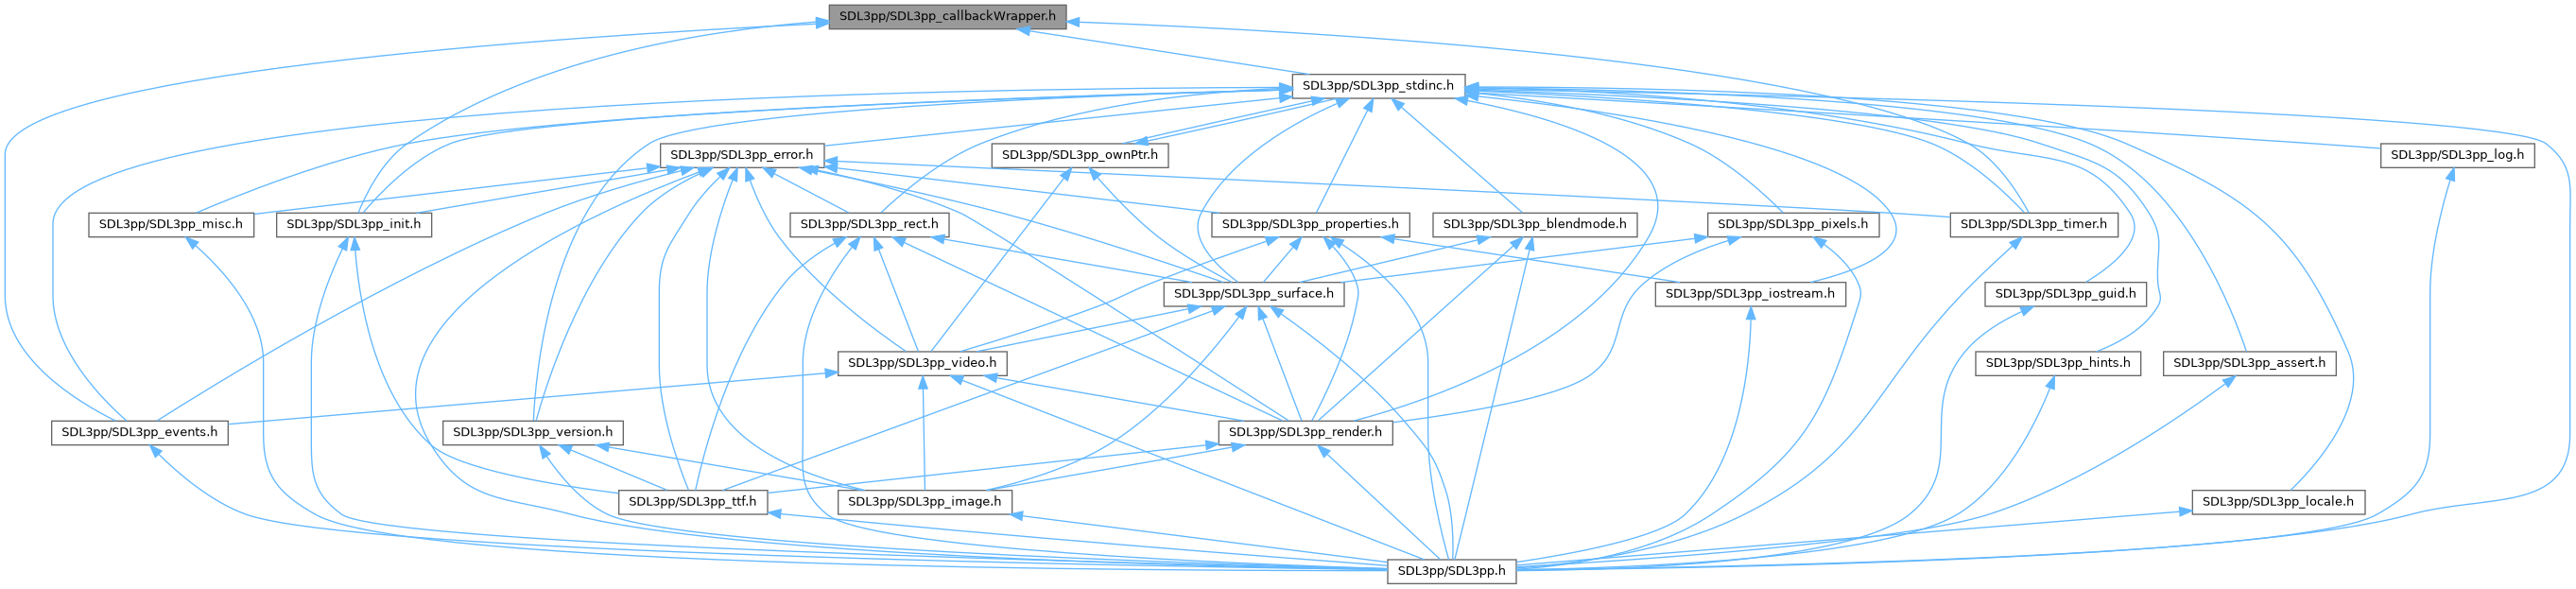 SDL3pp/SDL3pp_callbackWrapper.h
SDL3pp/SDL3pp_stdinc.h
SDL3pp/SDL3pp_error.h
SDL3pp/SDL3pp_ownPtr.h
SDL3pp/SDL3pp_log.h
SDL3pp/SDL3pp_misc.h
SDL3pp/SDL3pp_init.h
SDL3pp/SDL3pp_rect.h
SDL3pp/SDL3pp_properties.h
SDL3pp/SDL3pp_blendmode.h
SDL3pp/SDL3pp_pixels.h
SDL3pp/SDL3pp_timer.h
SDL3pp/SDL3pp_surface.h
SDL3pp/SDL3pp_iostream.h
SDL3pp/SDL3pp_guid.h
SDL3pp/SDL3pp_video.h
SDL3pp/SDL3pp_hints.h
SDL3pp/SDL3pp_assert.h
SDL3pp/SDL3pp_events.h
SDL3pp/SDL3pp_version.h
SDL3pp/SDL3pp_render.h
SDL3pp/SDL3pp_ttf.h
SDL3pp/SDL3pp_image.h
SDL3pp/SDL3pp_locale.h
SDL3pp/SDL3pp.h